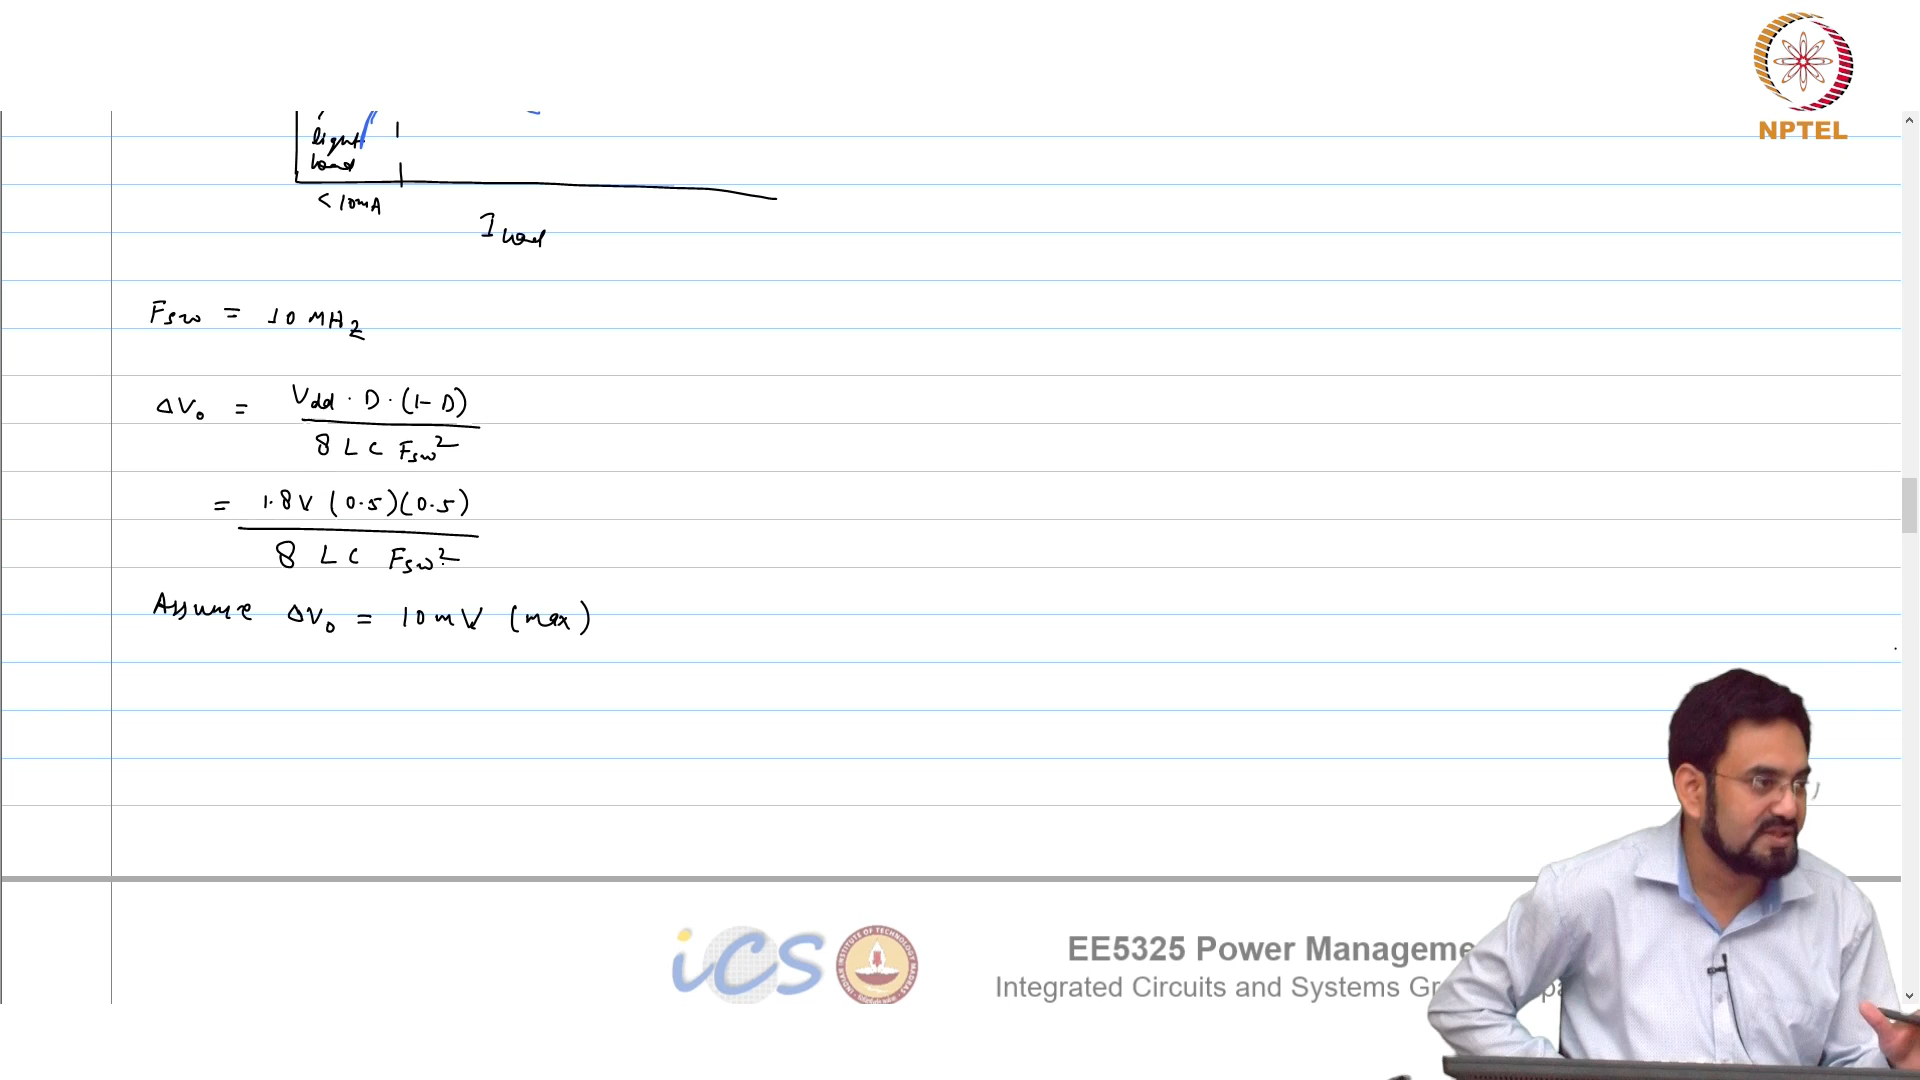 NPTEL
light
load
< 10mA
I load
Fsw = 10 MHz
ΔVo = Vdd · D · (1-D)
8 L C Fsw²
= 1.8V (0.5)(0.5)
8 L C Fsw²
Assume ΔVo = 10mV (max)
ics
EE5325 Power Manageme
Integrated Circuits and Systems Gr